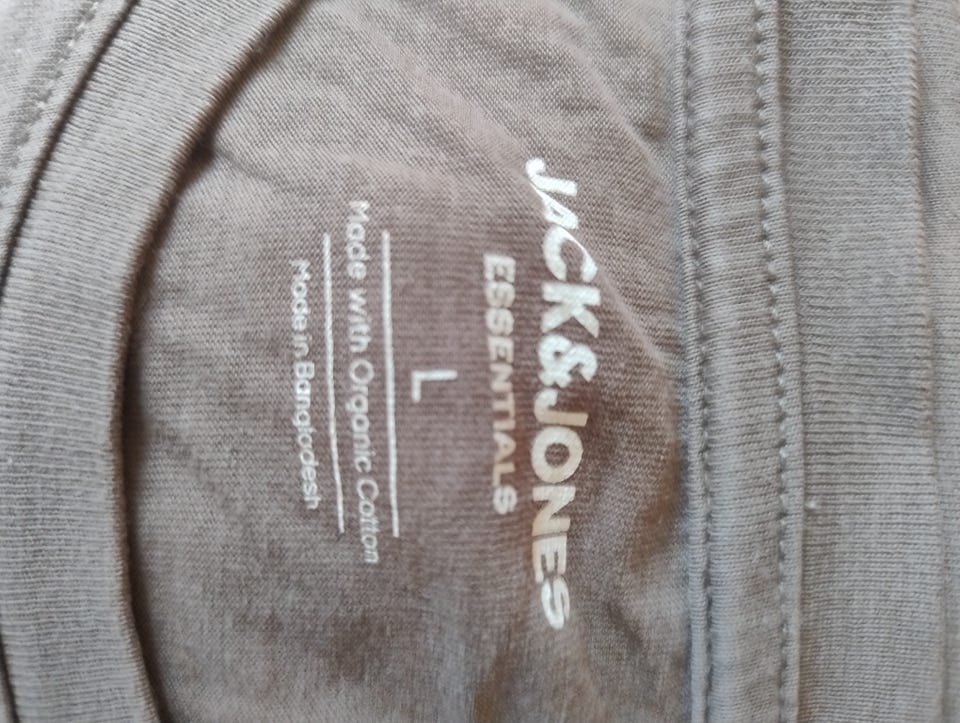 JACK&JONES
ESSENTIALS
L
Made with Organic Cotton
Made in Bangladesh